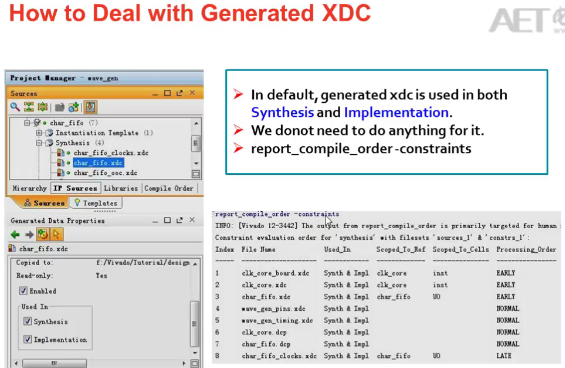 How to Deal with Generated XDC
AET
Project Manager - wave_gen
Sources
char_fifo (7)
Instantiation Template (1)
Synthesis (4)
char_fifo_clocks.xdc
char_fifo.xdc
char_fifo_ooc.xdc
Hierarchy IP Sources Libraries Compile Order
Sources Templates
Generated Data Properties
char_fifo.xdc
Copied to: f:/Vivado/Tutorial/design
Read-only: Yes
Enabled
Used In
Synthesis
Implementation
In default, generated xdc is used in both
Synthesis and Implementation.
We donot need to do anything for it.
report_compile_order -constraints
report_compile_order -constraints
INFO: [Vivado 12-3442] The output from report_compile_order is primarily targeted for human
Constraint evaluation order for 'synthesis' with filesets 'sources_1' & 'constrs_1':
Index File Name Used_In Scoped_To_Ref Scoped_To_Cells Processing_Order
1 clk_core_board.xdc Synth & Impl clk_core inst EARLY
2 clk_core.xdc Synth & Impl clk_core inst EARLY
3 char_fifo.xdc Synth & Impl char_fifo U0 EARLY
4 wave_gen_pins.xdc Synth & Impl NORMAL
5 wave_gen_timing.xdc Synth & Impl NORMAL
6 clk_core.dcp Synth & Impl NORMAL
7 char_fifo.dcp Synth & Impl NORMAL
8 char_fifo_clocks.xdc Synth & Impl char_fifo U0 LATE